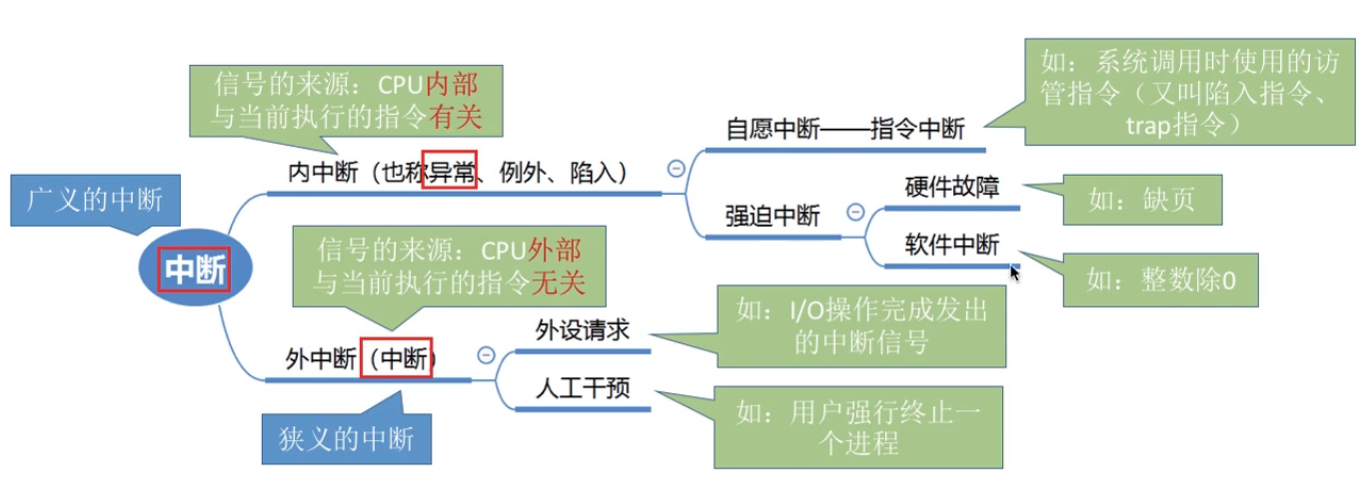 信号的来源：CPU内部
与当前执行的指令有关
如：系统调用时使用的访
管指令（又叫陷入指令、
trap指令）
自愿中断——指令中断
内中断（也称异常、例外、陷入）
硬件故障
如：缺页
广义的中断
强迫中断
软件中断
如：整数除0
中断
信号的来源：CPU外部
与当前执行的指令无关
外设请求
如：I/O操作完成发出
的中断信号
外中断（中断）
人工干预
如：用户强行终止一
个进程
狭义的中断